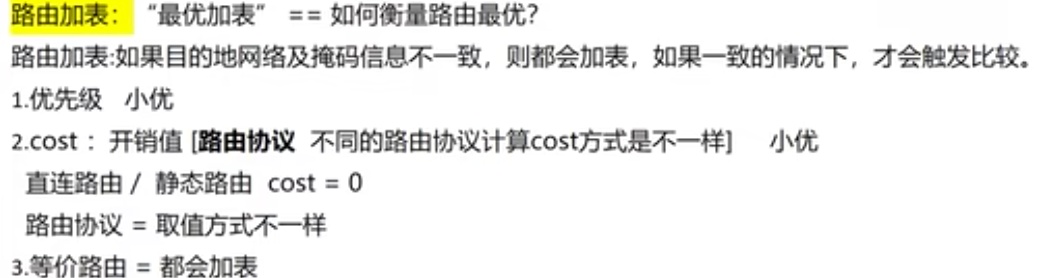 路由加表：“最优加表” == 如何衡量路由最优?
路由加表:如果目的地网络及掩码信息不一致，则都会加表，如果一致的情况下，才会触发比较。
1.优先级 小优
2.cost： 开销值 [路由协议 不同的路由协议计算cost方式是不一样] 小优
直连路由 / 静态路由 cost = 0
路由协议 = 取值方式不一样
3.等价路由 = 都会加表